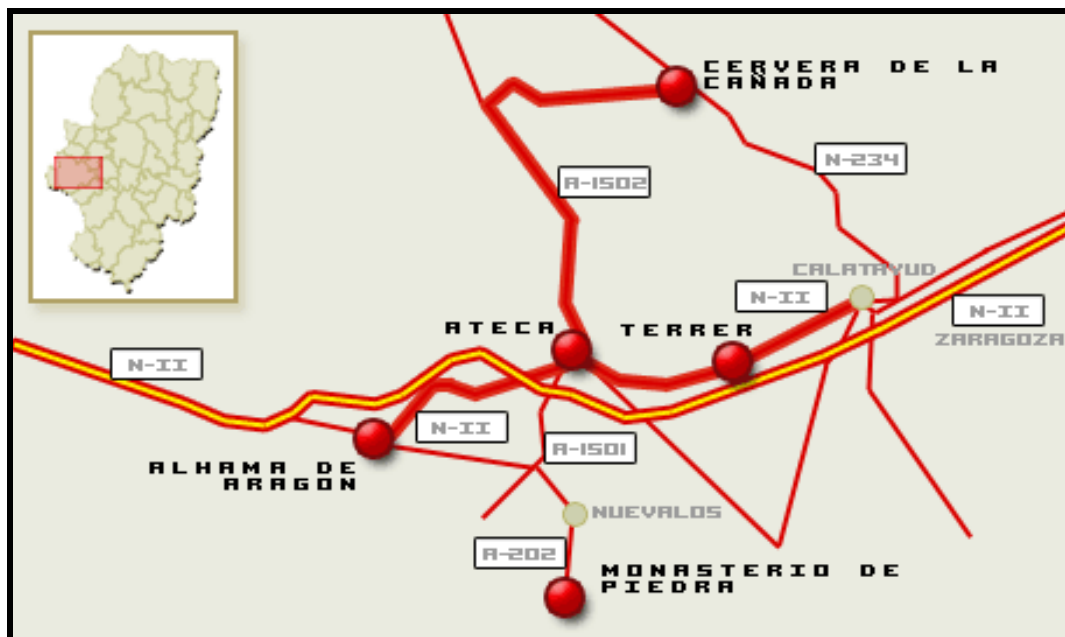 CERVERA DE LA
CAÑADA
N-234
A-1502
CALATAYUD
N-II
N-II
ZARAGOZA
ATECA
TERRER
N-II
N-II
A-1501
ALHAMA DE
ARAGON
NUEVALOS
A-202
MONASTERIO DE
PIEDRA